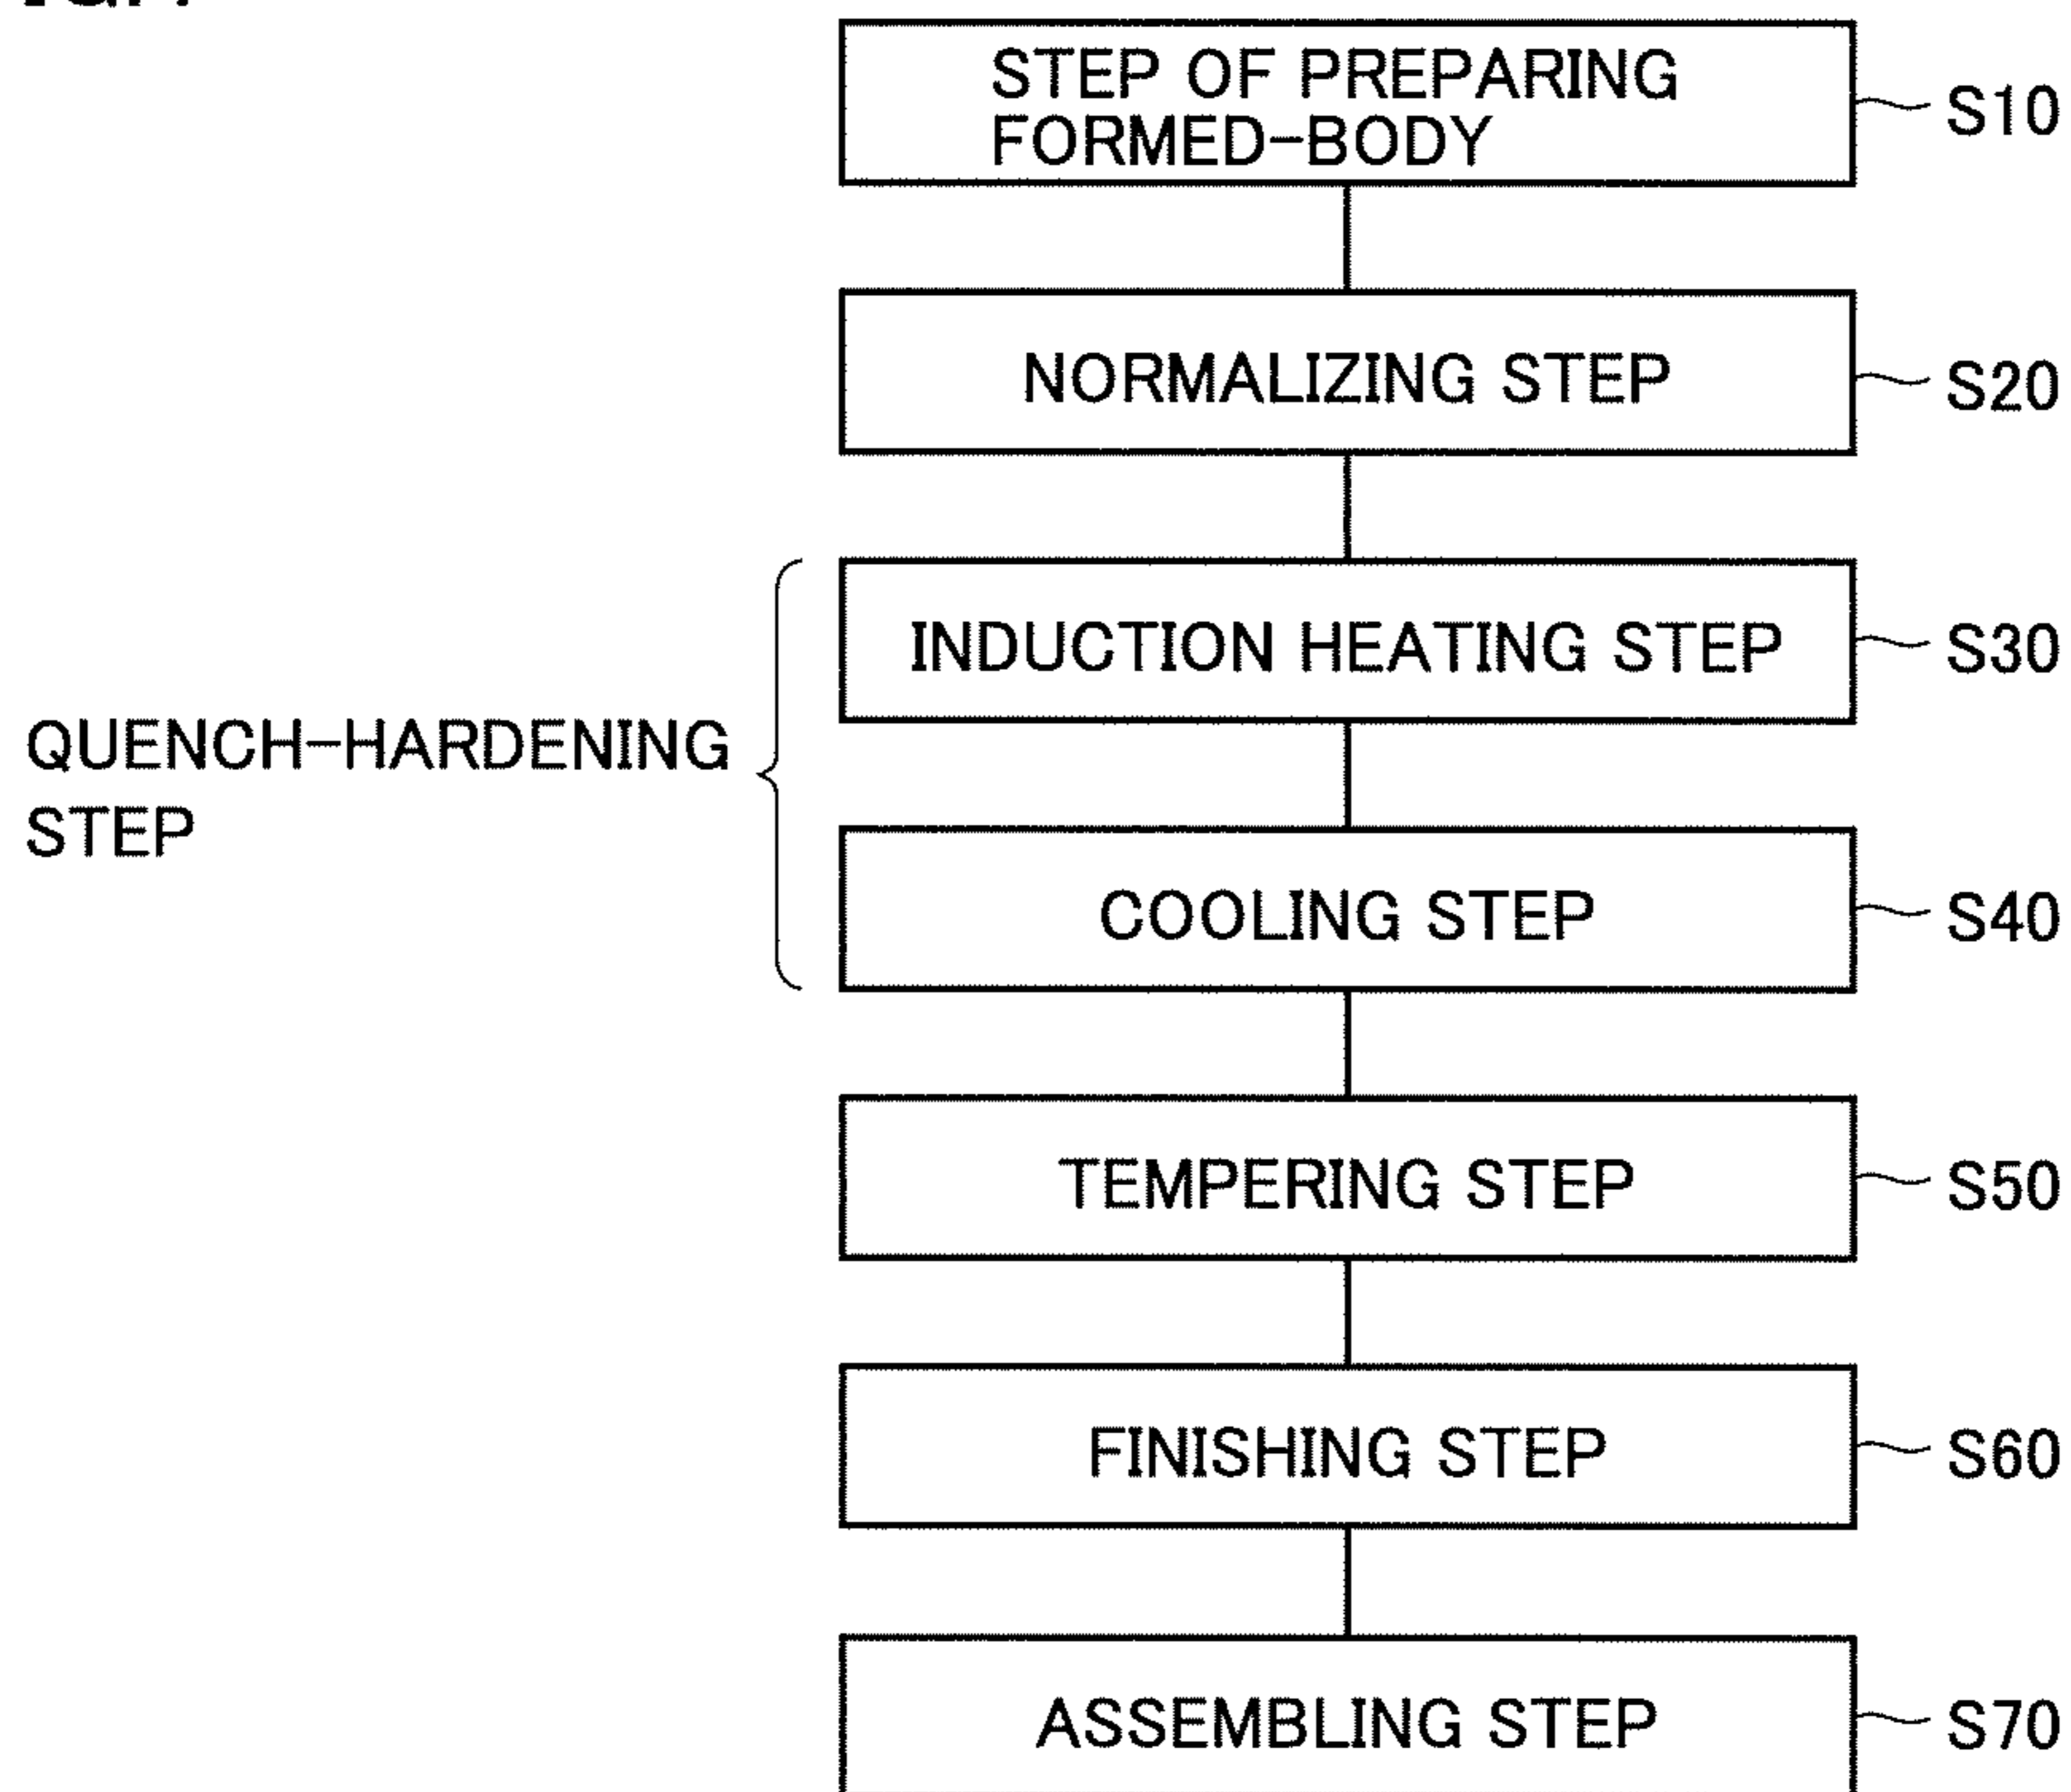 STEP OF PREPARING
FORMED-BODY
S10
NORMALIZING STEP
S20
INDUCTION HEATING STEP
S30
QUENCH-HARDENING
STEP
COOLING STEP
S40
TEMPERING STEP
S50
FINISHING STEP
S60
ASSEMBLING STEP
S70